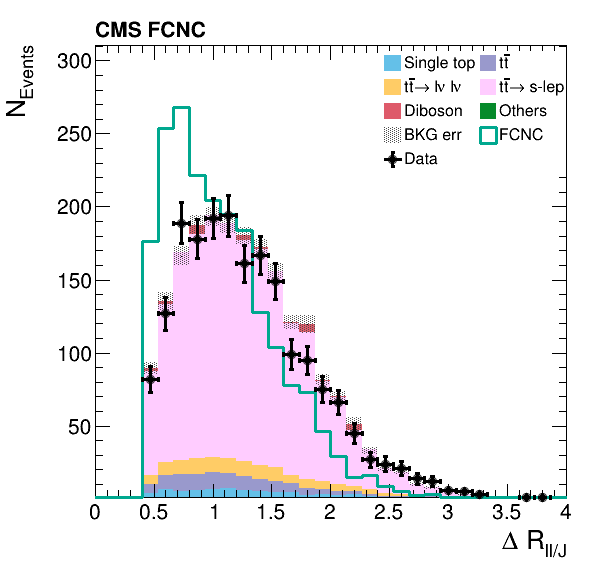 CMS FCNC
N_Events
300
250
200
150
100
50
Single top
tt̄
tt̄→ lν lν
tt̄→ s-lep
Diboson
Others
BKG err
FCNC
Data
0 0.5 1 1.5 2 2.5 3 3.5 4
Δ R_ll/J